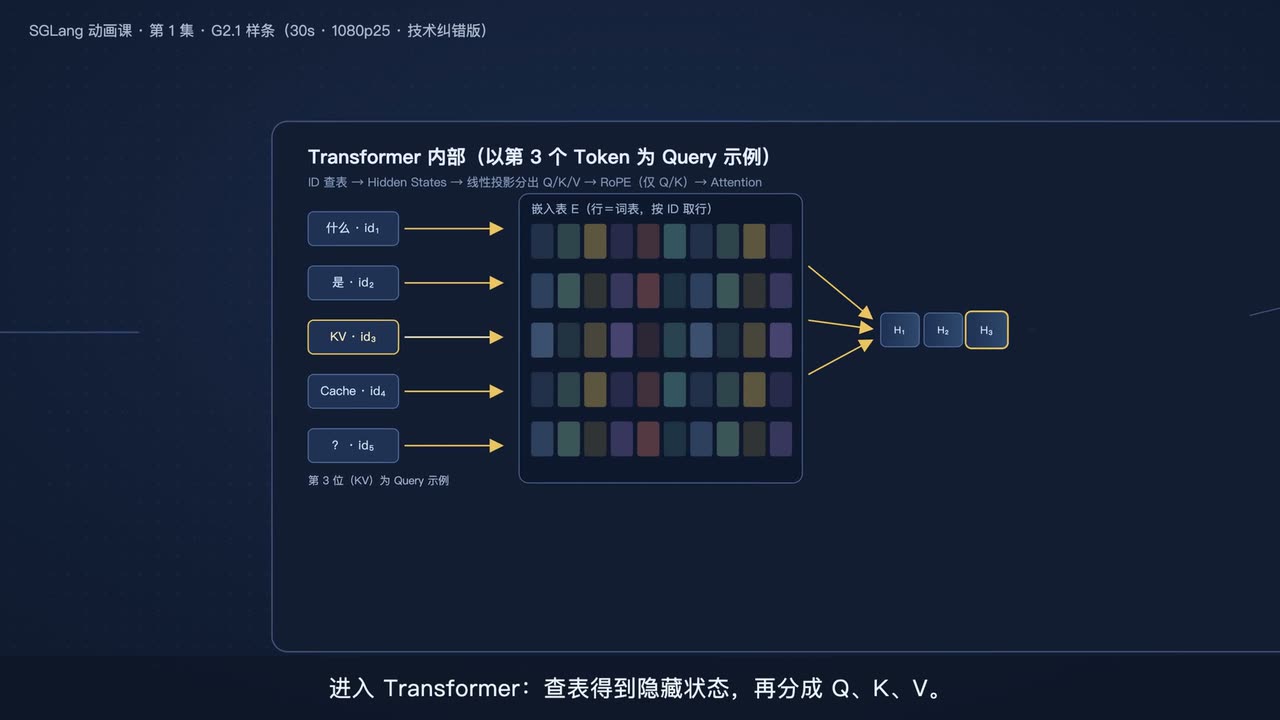 SGLang 动画课 · 第 1 集 · G2.1 样条（30s · 1080p25 · 技术纠错版）
Transformer 内部（以第 3 个 Token 为 Query 示例）
ID 查表 → Hidden States → 线性投影分出 Q/K/V → RoPE（仅 Q/K）→ Attention
嵌入表 E（行＝词表，按 ID 取行）
什么 · id₁
是 · id₂
KV · id₃
Cache · id₄
？ · id₅
H₁
H₂
H₃
第 3 位（KV）为 Query 示例
进入 Transformer：查表得到隐藏状态，再分成 Q、K、V。